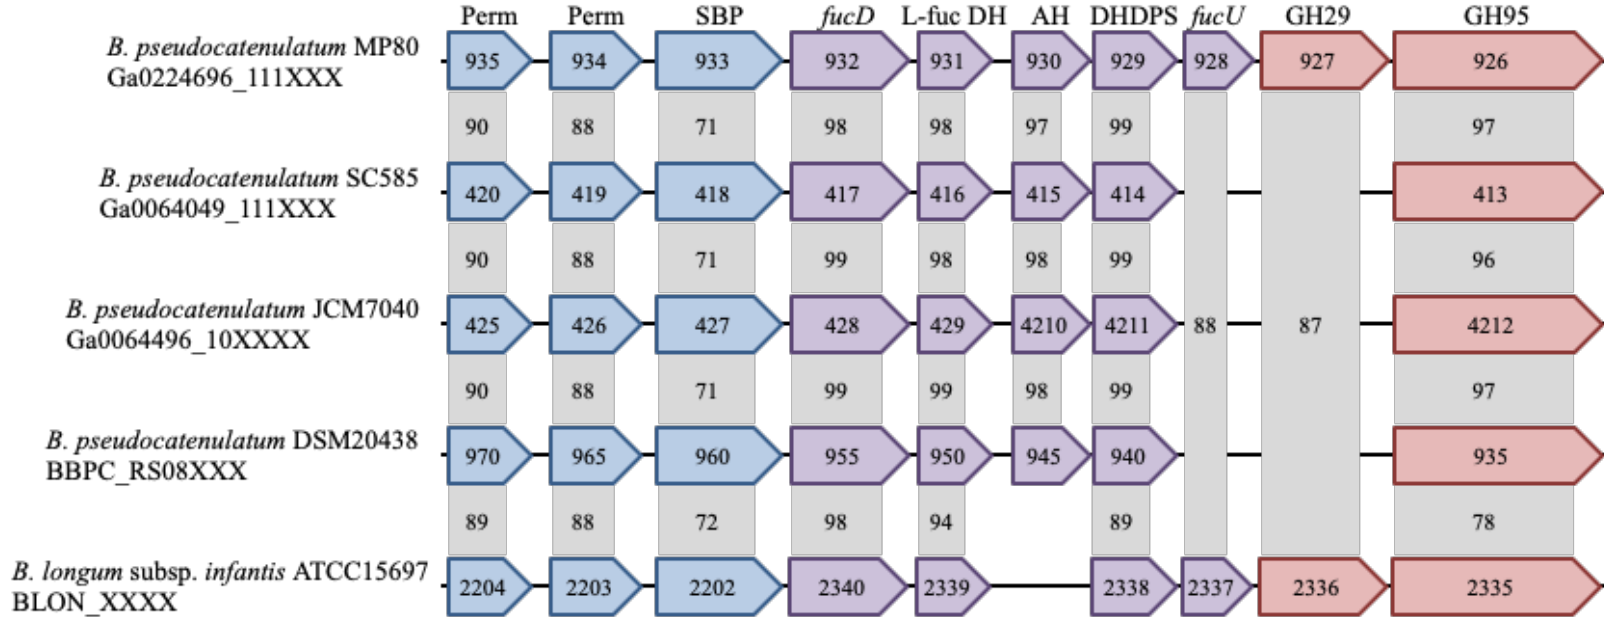 Perm Perm SBP fucD L-fuc DH AH DHDPS fucU GH29 GH95
B. pseudocatenulatum MP80
Ga0224696_111XXX
935 934 933 932 931 930 929 928 927 926
90 88 71 98 98 97 99 97
B. pseudocatenulatum SC585
Ga0064049_111XXX
420 419 418 417 416 415 414 413
90 88 71 99 98 98 99 96
B. pseudocatenulatum JCM7040
Ga0064496_10XXXX
425 426 427 428 429 4210 4211 88 87 4212
90 88 71 99 99 98 99 97
B. pseudocatenulatum DSM20438
BBPC_RS08XXX
970 965 960 955 950 945 940 935
89 88 72 98 94 89 78
B. longum subsp. infantis ATCC15697
BLON_XXXX
2204 2203 2202 2340 2339 2338 2337 2336 2335